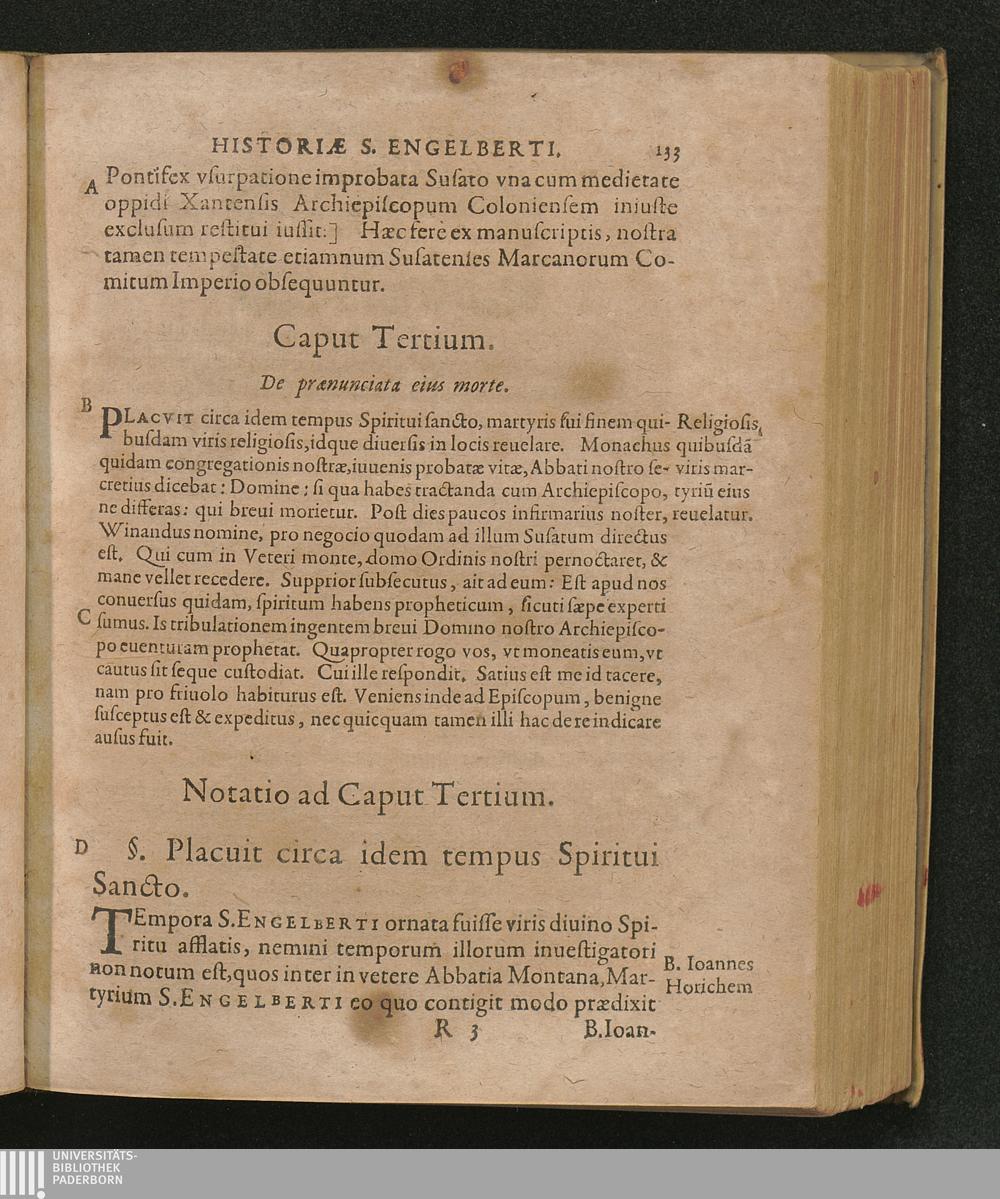 HISTORIÆ S. ENGELBERTI. 133
A Pontifex vſurpatione improbata Suſato vna cum medietate
oppidi Xantenſis Archiepiſcopum Colonienſem iniuſte
excluſum reſtitui iuſſit:] Hæc fere ex manuſcriptis, noſtra
tamen tempeſtate etiamnum Suſatenſes Marcanorum Co-
mitum Imperio obſequuntur.
Caput Tertium.
De prænunciata eius morte.
B PLACVIT circa idem tempus Spiritui ſancto, martyris ſui finem qui- Religioſis,
buſdam viris religioſis, idque diuerſis in locis reuelare. Monachus quibuſdã
quidam congregationis noſtræ, iuuenis probatæ vitæ, Abbati noſtro ſe- viris mar-
cretius dicebat: Domine; ſi qua habes tractanda cum Archiepiſcopo, tyriũ eius
ne differas: qui breui morietur. Poſt dies paucos infirmarius noſter, reuelatur.
Winandus nomine, pro negocio quodam ad illum Suſatum directus
eſt. Qui cum in Veteri monte, domo Ordinis noſtri pernoctaret, &
mane vellet recedere. Supprior ſubſecutus, ait ad eum: Eſt apud nos
conuerſus quidam, ſpiritum habens propheticum, ſicuti ſæpe experti
C ſumus. Is tribulationem ingentem breui Domino noſtro Archiepiſco-
po euenturam prophetat. Quapropter rogo vos, vt moneatis eum, vt
cautus ſit ſeque cuſtodiat. Cui ille reſpondit. Satius eſt me id tacere,
nam pro friuolo habiturus eſt. Veniens inde ad Epiſcopum, benigne
ſuſceptus eſt & expeditus, nec quicquam tamen illi hac de re indicare
auſus fuit.
Notatio ad Caput Tertium.
D §. Placuit circa idem tempus Spiritui
Sancto.
TEmpora S. ENGELBERTI ornata fuiſſe viris diuino Spi-
ritu afflatis, nemini temporum illorum inueſtigatori
non notum eſt, quos inter in vetere Abbatia Montana, Mar-
B. Ioannes
Horichem
tyrium S. ENGELBERTI eo quo contigit modo prædixit
R 3 B. Ioan-
UNIVERSITÄTS-
BIBLIOTHEK
PADERBORN